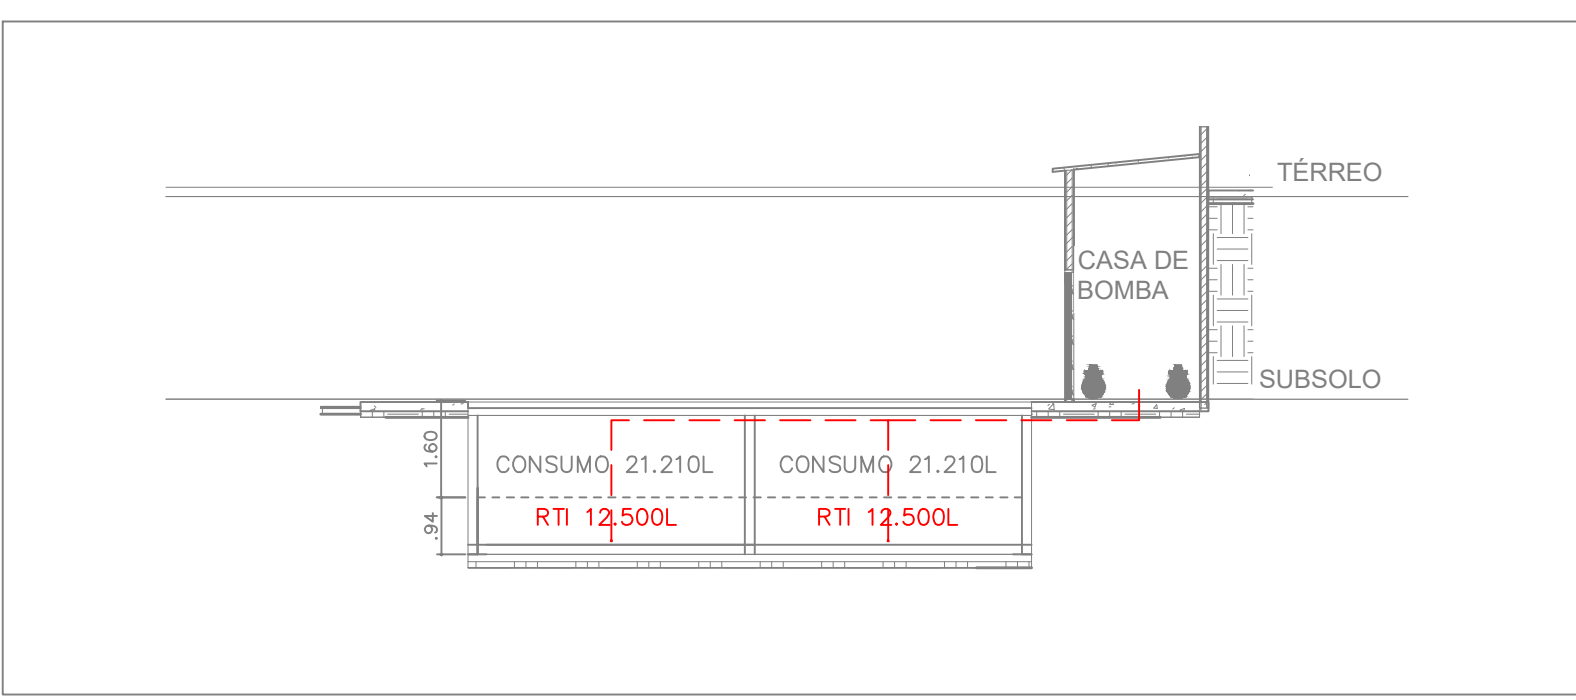 TÉRREO
CASA DE
BOMBA
SUBSOLO
1.60
CONSUMO 21.210L
CONSUMO 21.210L
.94
RTI 12.500L
RTI 12.500L